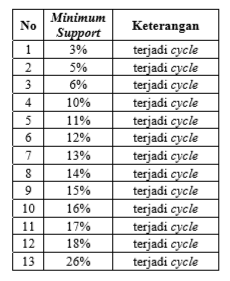 No Minimum Support Keterangan
1 3% terjadi cycle
2 5% terjadi cycle
3 6% terjadi cycle
4 10% terjadi cycle
5 11% terjadi cycle
6 12% terjadi cycle
7 13% terjadi cycle
8 14% terjadi cycle
9 15% terjadi cycle
10 16% terjadi cycle
11 17% terjadi cycle
12 18% terjadi cycle
13 26% terjadi cycle